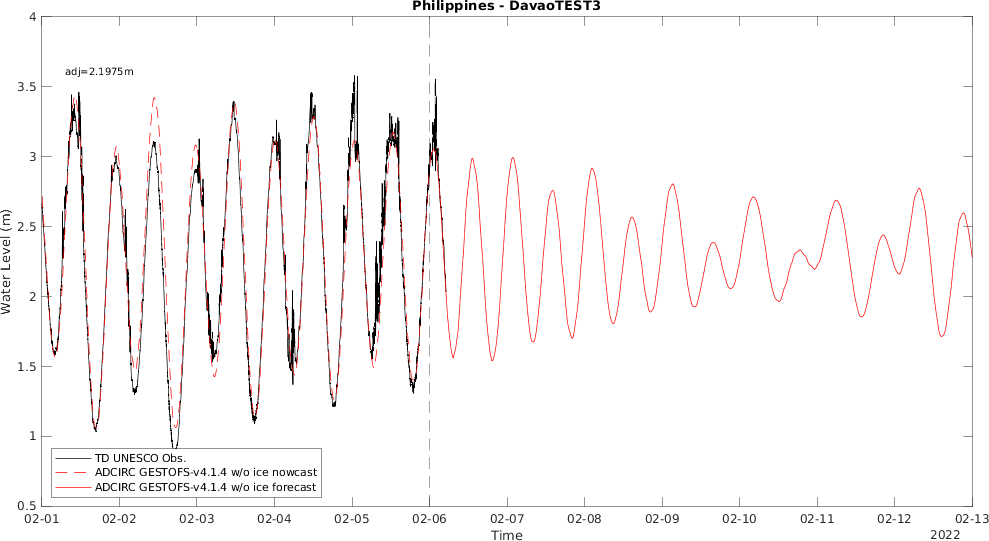 Philippines - DavaoTEST3
4
3.5
3
2.5
2
1.5
1
0.5
Water Level (m)
adj=2.1975m
TD UNESCO Obs.
ADCIRC GESTOFS-v4.1.4 w/o ice nowcast
ADCIRC GESTOFS-v4.1.4 w/o ice forecast
02-01 02-02 02-03 02-04 02-05 02-06 02-07 02-08 02-09 02-10 02-11 02-12 02-13
Time
2022